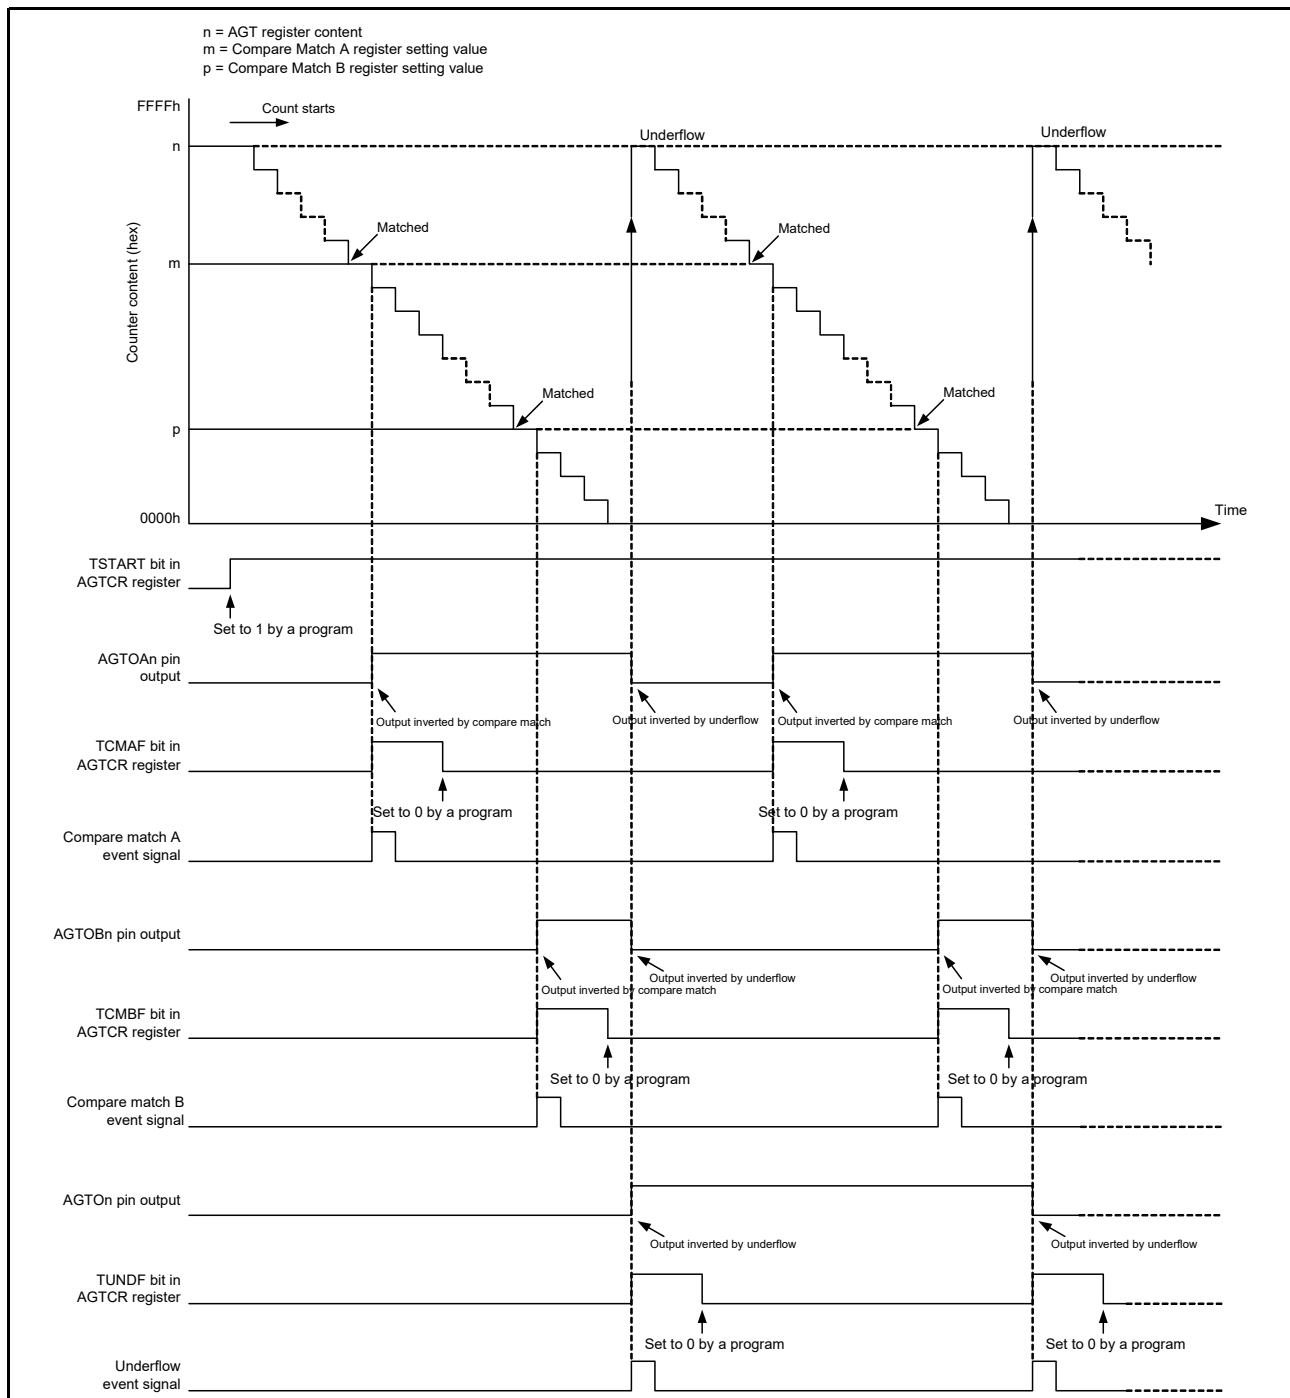 n = AGT register content
m = Compare Match A register setting value
p = Compare Match B register setting value
FFFFh
Count starts
Underflow
Underflow
n
Matched
Matched
Counter content (hex)
m
Matched
Matched
p
0000h
Time
TSTART bit in
AGTCR register
Set to 1 by a program
AGTOAn pin
output
Output inverted by compare match
Output inverted by underflow
Output inverted by compare match
Output inverted by underflow
TCMAF bit in
AGTCR register
Set to 0 by a program
Set to 0 by a program
Compare match A
event signal
AGTOBn pin output
Output inverted by underflow
Output inverted by underflow
Output inverted by compare match
Output inverted by compare match
TCMBF bit in
AGTCR register
Set to 0 by a program
Set to 0 by a program
Compare match B
event signal
AGTOn pin output
Output inverted by underflow
Output inverted by underflow
TUNDF bit in
AGTCR register
Set to 0 by a program
Set to 0 by a program
Underflow
event signal